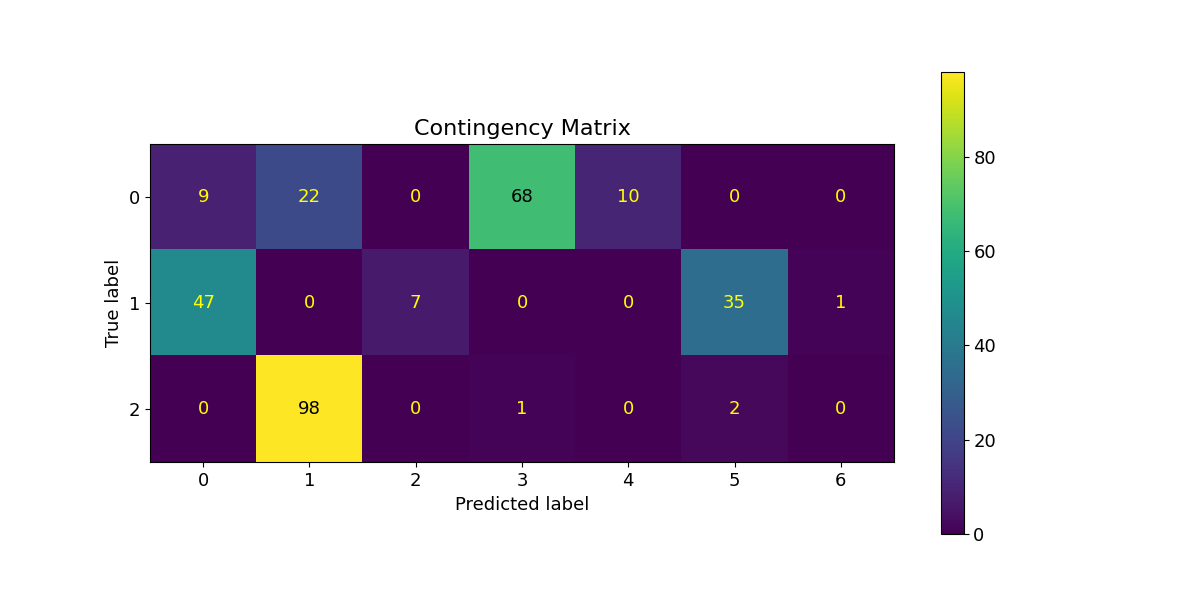 Contingency Matrix
True label
0 9 22 0 68 10 0 0
1 47 0 7 0 0 35 1
2 0 98 0 1 0 2 0
0 1 2 3 4 5 6
Predicted label
80
60
40
20
0